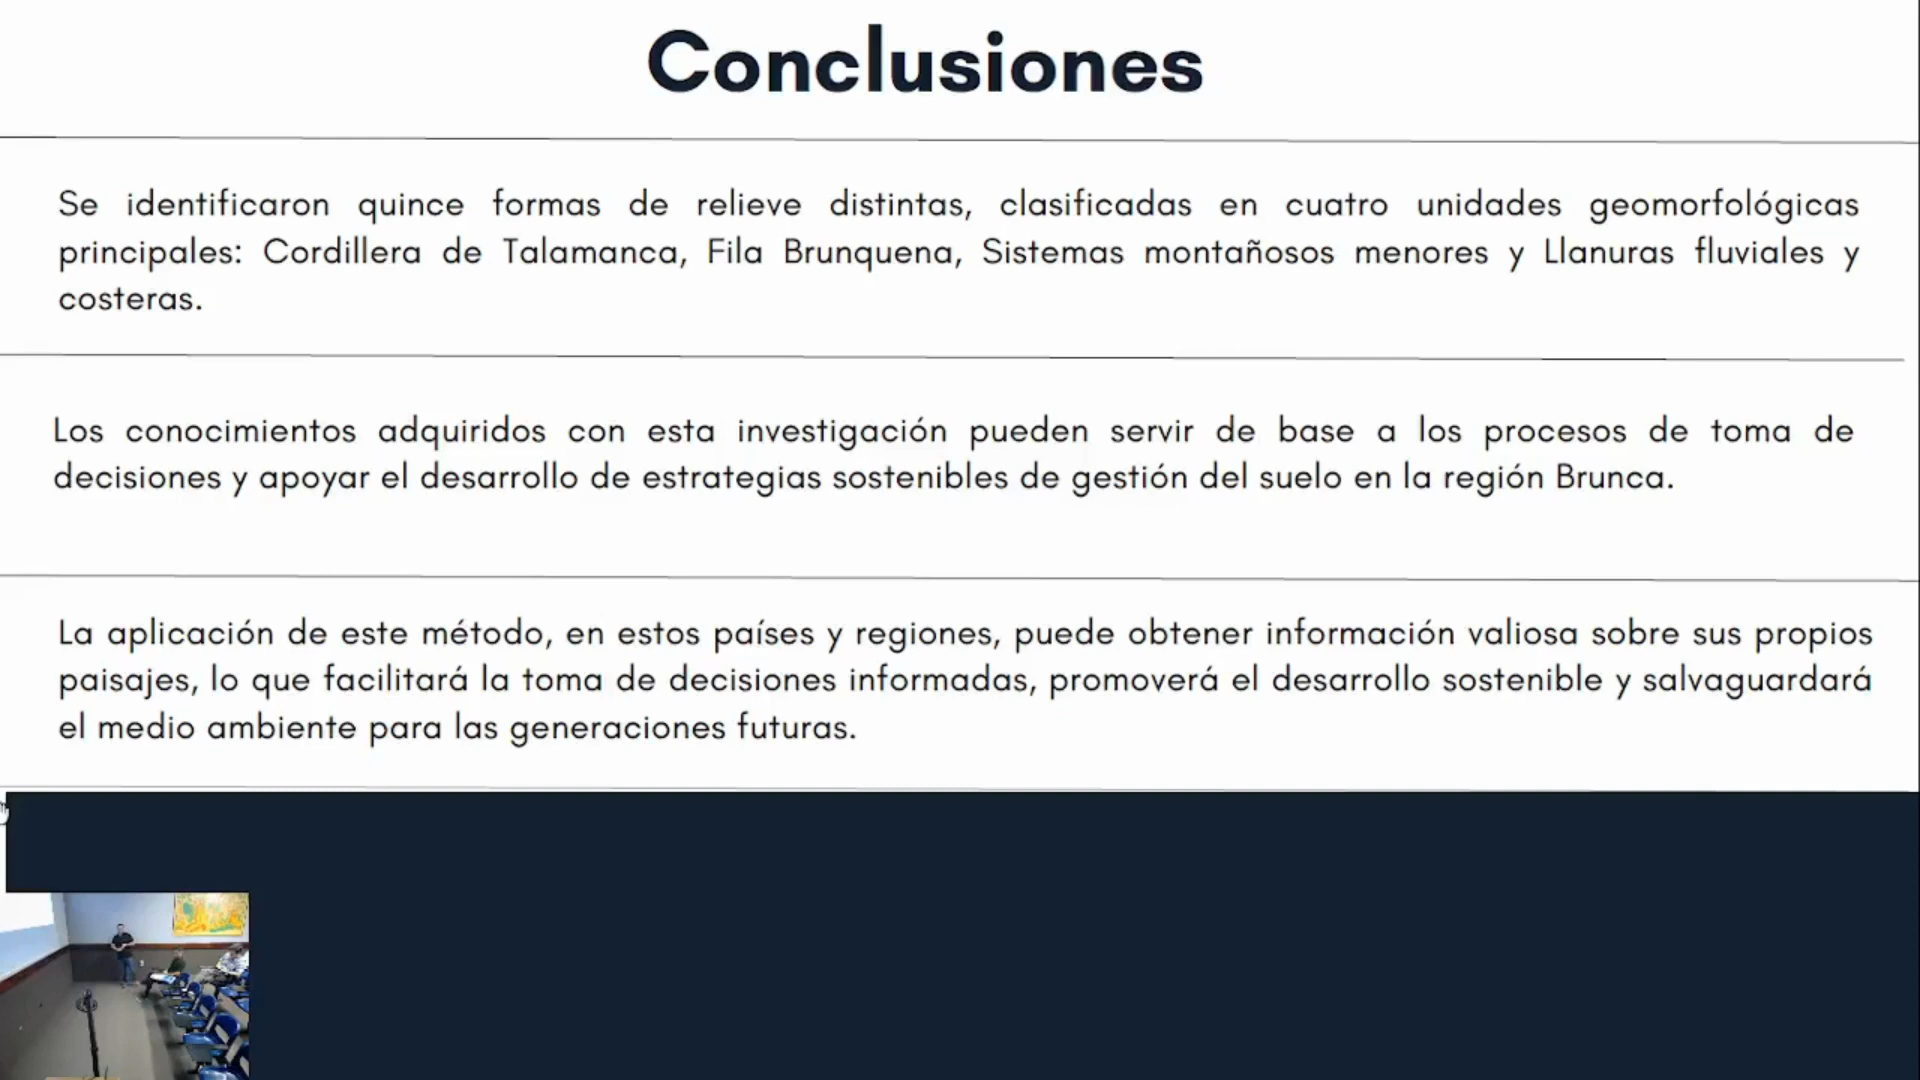 Conclusiones
Se identificaron quince formas de relieve distintas, clasificadas en cuatro unidades geomorfológicas
principales: Cordillera de Talamanca, Fila Brunquena, Sistemas montañosos menores y Llanuras fluviales y
costeras.
Los conocimientos adquiridos con esta investigación pueden servir de base a los procesos de toma de
decisiones y apoyar el desarrollo de estrategias sostenibles de gestión del suelo en la región Brunca.
La aplicación de este método, en estos países y regiones, puede obtener información valiosa sobre sus propios
paisajes, lo que facilitará la toma de decisiones informadas, promoverá el desarrollo sostenible y salvaguardará
el medio ambiente para las generaciones futuras.